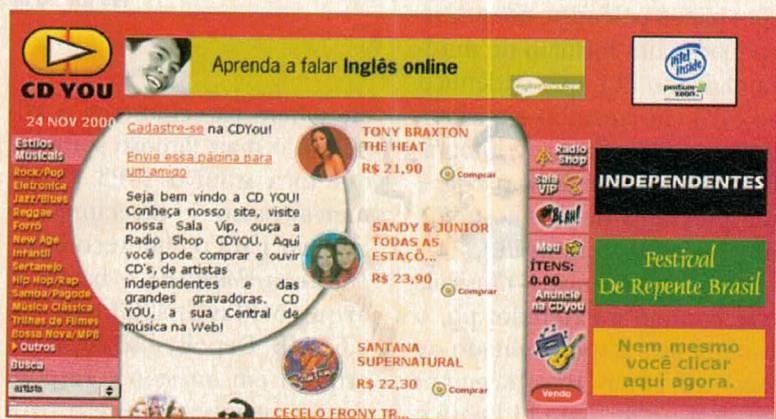 CD YOU
Aprenda a falar Inglês online
intel
inside
pentium III
xeon
24 NOV 2000
Estilos
Musicais
Rock/Pop
Eletronica
Jazz/Blues
Reggae
Forró
New Age
Infantil
Sertanejo
Hip Hop/Rap
Samba/Pagode
Música Clássica
Trilhas de Filmes
Bossa Nova/MPB
Outros
Busca
artista
Cadastre-se na CDYou!
Envie essa página para
um amigo
Seja bem vindo a CD YOU!
Conheça nosso site, visite
nossa Sala Vip, ouça a
Radio Shop CDYOU. Aqui
você pode comprar e ouvir
CD's, de artistas
independentes e das
grandes gravadoras. CD
YOU, a sua Central de
música na Web!
TONY BRAXTON
THE HEAT
R$ 21,90
Comprar
SANDY & JUNIOR
TODAS AS
ESTAÇÕ...
R$ 23,90
Comprar
SANTANA
SUPERNATURAL
R$ 22,30
Comprar
CECELO FRONY TR...
Radio
Shop
Sala
VIP
BLAH!
Meu
ÍTENS:
0.00
Anuncie
na CDyou
Vendo
INDEPENDENTES
Festival
De Repente Brasil
Nem mesmo
você clicar
aqui agora.